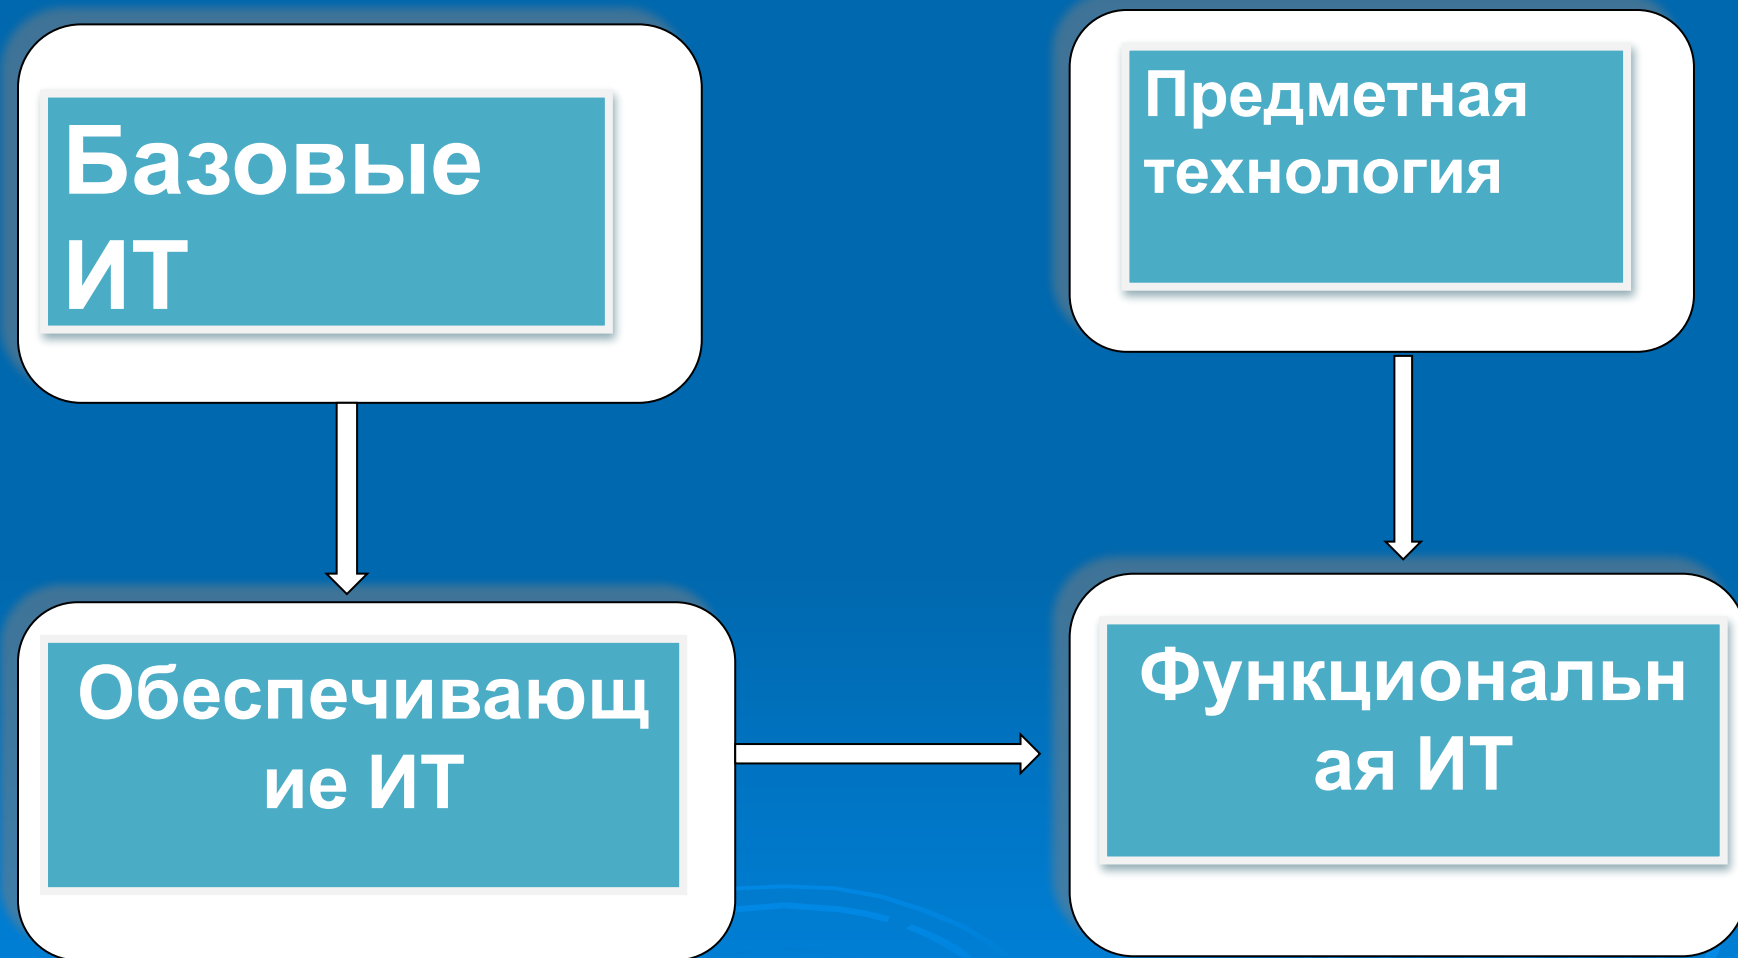 Базовые
ИТ
Предметная
технология
Обеспечивающ
ие ИТ
Функциональн
ая ИТ